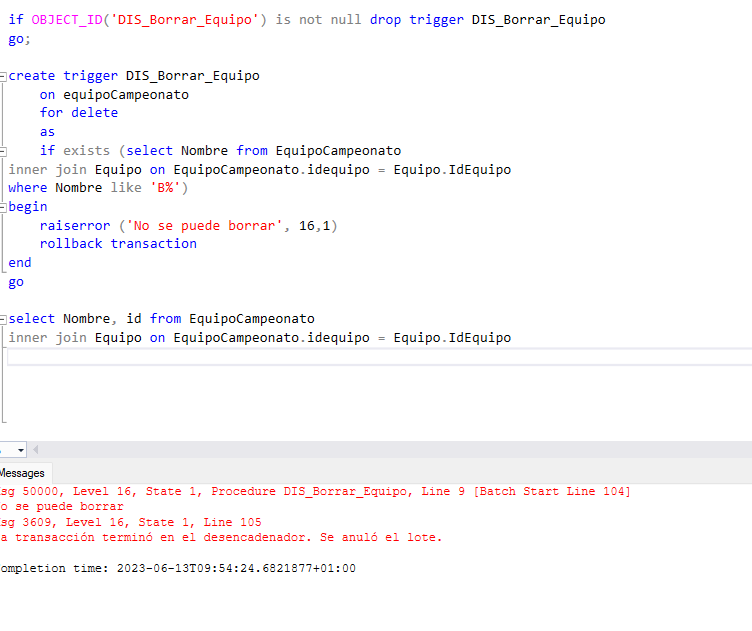 if OBJECT_ID('DIS_Borrar_Equipo') is not null drop trigger DIS_Borrar_Equipo
go;
create trigger DIS_Borrar_Equipo
on equipoCampeonato
for delete
as
if exists (select Nombre from EquipoCampeonato
inner join Equipo on EquipoCampeonato.idequipo = Equipo.IdEquipo
where Nombre like 'B%')
begin
raiserror ('No se puede borrar', 16,1)
rollback transaction
end
go
select Nombre, id from EquipoCampeonato
inner join Equipo on EquipoCampeonato.idequipo = Equipo.IdEquipo
Messages
sg 50000, Level 16, State 1, Procedure DIS_Borrar_Equipo, Line 9 [Batch Start Line 104]
o se puede borrar
sg 3609, Level 16, State 1, Line 105
a transacción terminó en el desencadenador. Se anuló el lote.
ompletion time: 2023-06-13T09:54:24.6821877+01:00